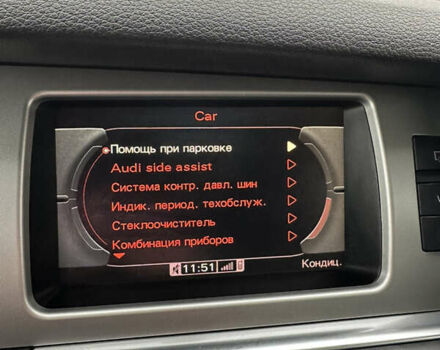 Car
Помощь при парковке
Audi side assist
Система контр. давл. шин
Индик. период. техобслуж.
Стеклоочиститель
Комбинация приборов
11:51
Кондиц.